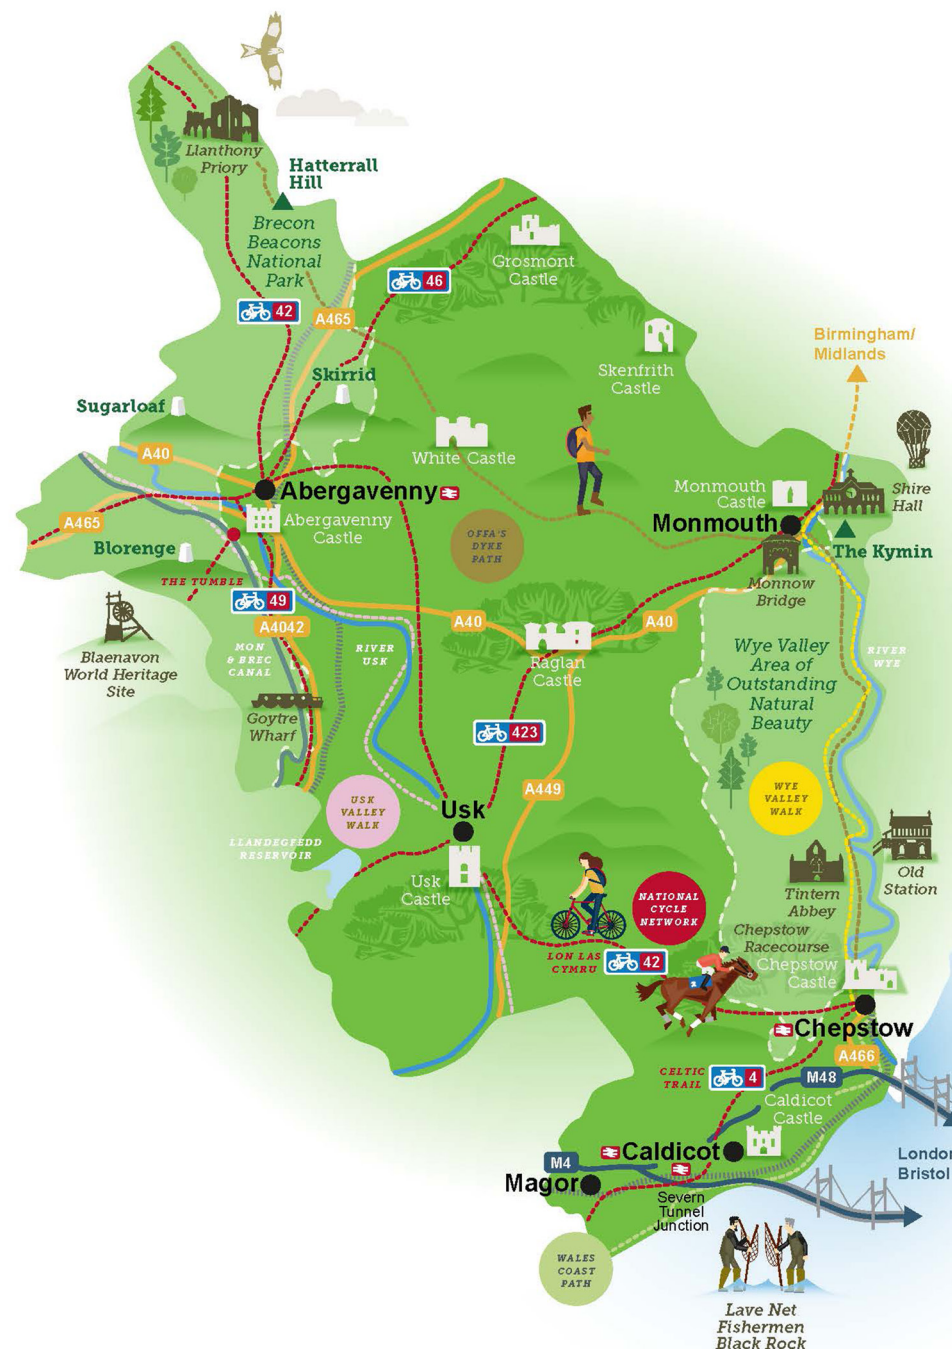 Llanthony
Priory
Hatterrall
Hill
Brecon
Beacons
National
Park
Grosmont
Castle
46
42
A465
Birmingham/
Midlands
Skenfrith
Castle
Skirrid
Sugarloaf
A40
White Castle
Shire
Hall
Monmouth
Castle
Abergavenny
Monmouth
A465
Abergavenny
Castle
OFFA'S
DYKE
PATH
The Kymin
Blorenge
THE TUMBLE
Monnow
Bridge
49
A4042
A40
A40
Blaenavon
World Heritage
Site
MON
& BREC
CANAL
RIVER
USK
Raglan
Castle
Wye Valley
Area of
Outstanding
Natural
Beauty
RIVER
WYE
Goytre
Wharf
423
A449
USK
VALLEY
WALK
WYE
VALLEY
WALK
Usk
LLANDEGFEDD
RESERVOIR
Usk
Castle
Tintern
Abbey
Old
Station
NATIONAL
CYCLE
NETWORK
Chepstow
Racecourse
LON LAS
CYMRU
42
Chepstow
Castle
2
Chepstow
A466
CELTIC
TRAIL
4
M48
Caldicot
Castle
Caldicot
M4
Magor
Severn
Tunnel
Junction
London
Bristol
WALES
COAST
PATH
Lave Net
Fishermen
Black Rock